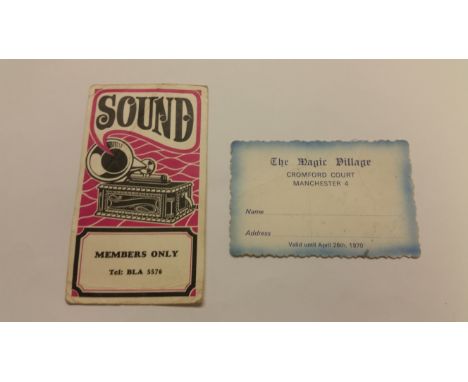 SOUND
MEMBERS ONLY
Tel: BLA 5576
The Magic Village
CROMFORD COURT
MANCHESTER 4
Name
Address
Valid until April 28th, 1970